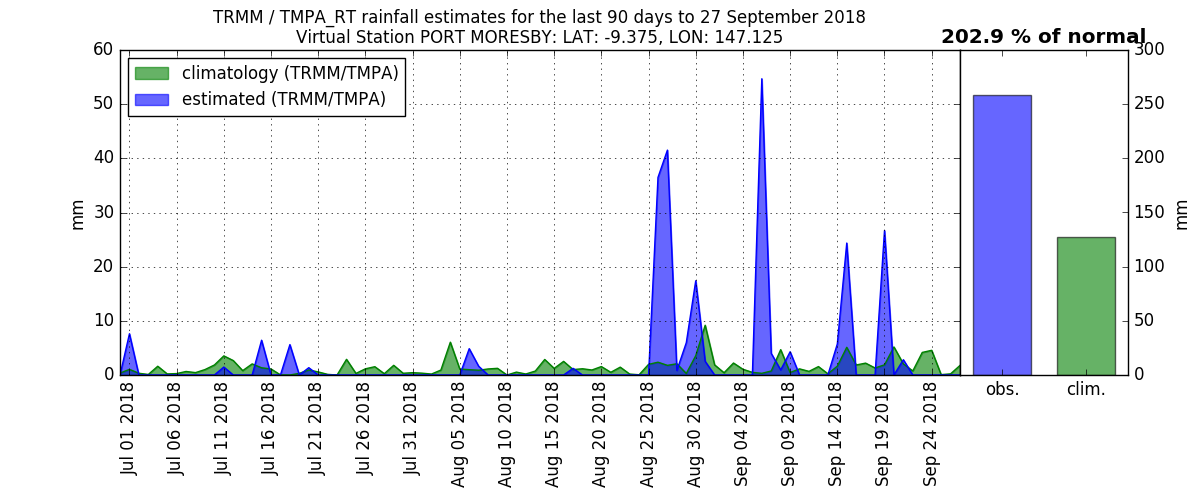 TRMM / TMPA_RT rainfall estimates for the last 90 days to 27 September 2018
Virtual Station PORT MORESBY: LAT: -9.375, LON: 147.125
202.9 % of normal
climatology (TRMM/TMPA)
estimated (TRMM/TMPA)
60
50
40
30
20
10
0
mm
300
250
200
150
100
50
0
mm
Jul 01 2018
Jul 06 2018
Jul 11 2018
Jul 16 2018
Jul 21 2018
Jul 26 2018
Jul 31 2018
Aug 05 2018
Aug 10 2018
Aug 15 2018
Aug 20 2018
Aug 25 2018
Aug 30 2018
Sep 04 2018
Sep 09 2018
Sep 14 2018
Sep 19 2018
Sep 24 2018
obs.
clim.